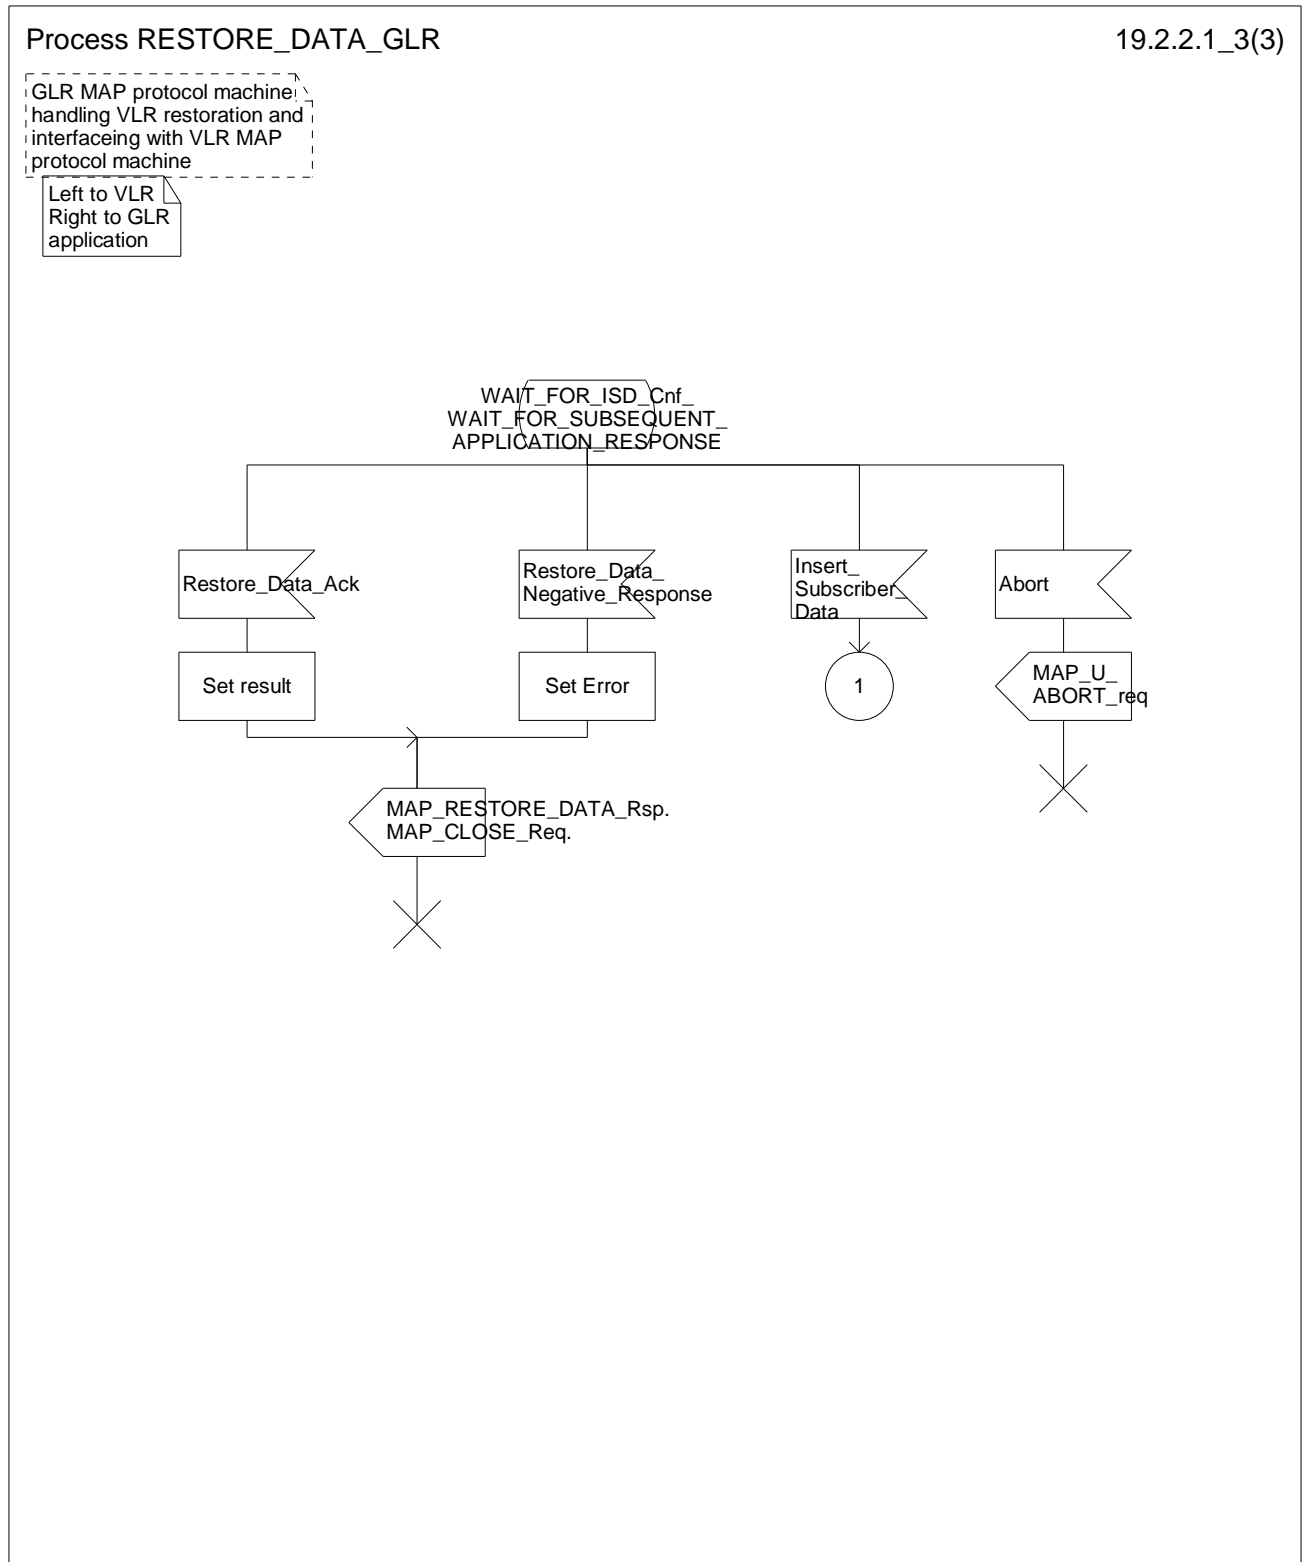 Process RESTORE_DATA_GLR
19.2.2.1_3(3)
GLR MAP protocol machine
handling VLR restoration and
interfaceing with VLR MAP
protocol machine
Left to VLR
Right to GLR
application
WAIT_FOR_ISD_Cnf_
WAIT_FOR_SUBSEQUENT_
APPLICATION_RESPONSE
Restore_Data_Ack
Restore_Data_
Negative_Response
Insert_
Subscriber_
Data
Abort
Set result
Set Error
1
MAP_U_
ABORT_req
MAP_RESTORE_DATA_Rsp.
MAP_CLOSE_Req.